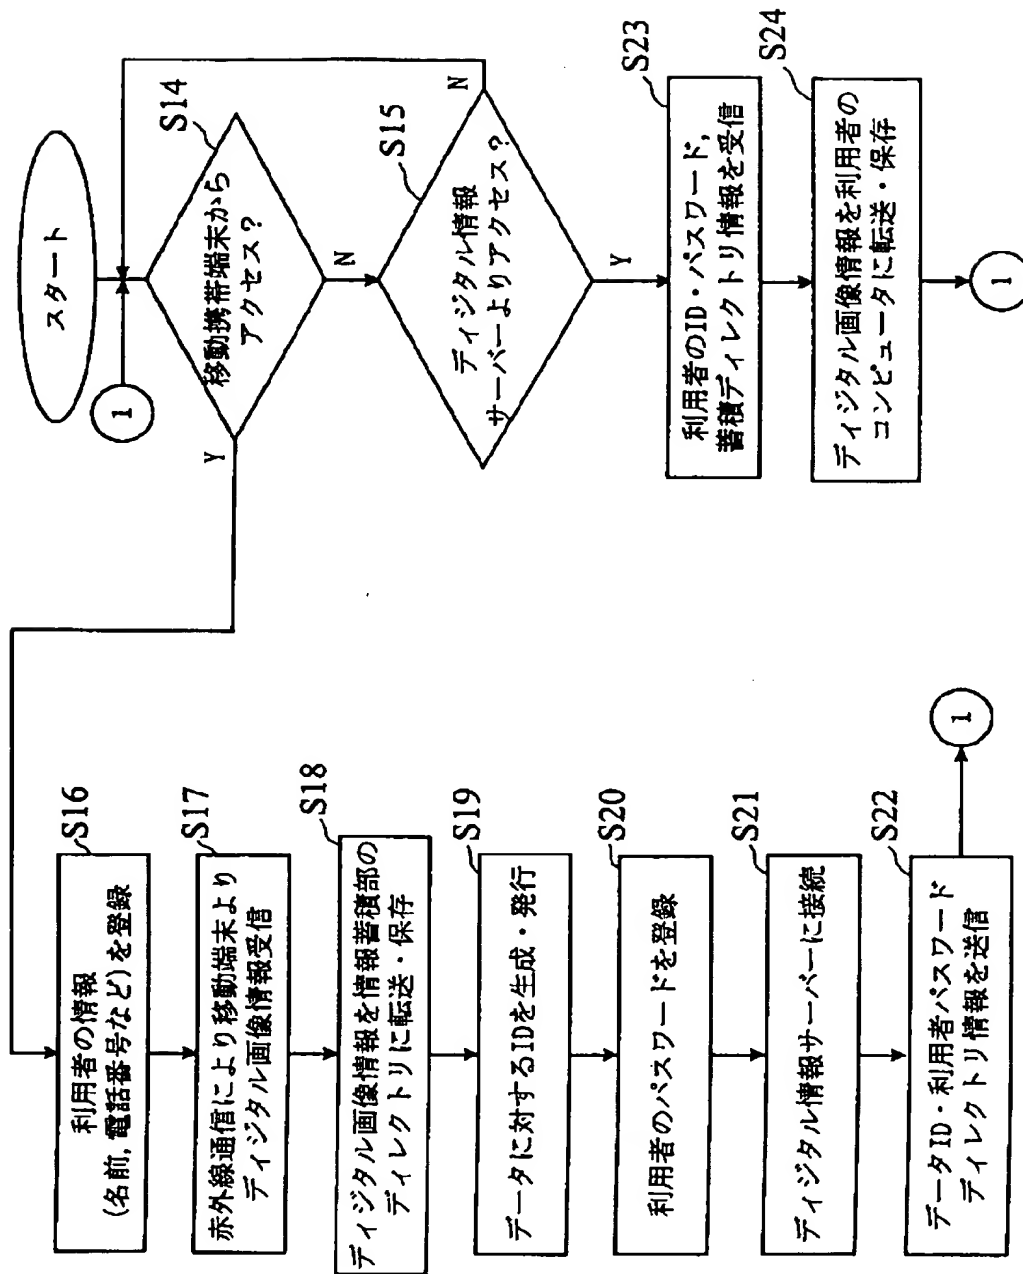 スタート
1
S14
移動携帯端末から
アクセス?
Y
N
S15
ディジタル情報
サーバーよりアクセス?
N
Y
S23
利用者のID・パスワード,
蓄積ディレクトリ情報を受信
S24
ディジタル画像情報を利用者の
コンピュータに転送・保存
1
S16
利用者の情報
(名前,電話番号など)を登録
S17
赤外線通信により移動端末より
ディジタル画像情報受信
S18
ディジタル画像情報を情報蓄積部の
ディレクトリに転送・保存
S19
データに対するIDを生成・発行
S20
利用者のパスワードを登録
S21
ディジタル情報サーバーに接続
S22
データID・利用者パスワード
ディレクトリ情報を送信
1